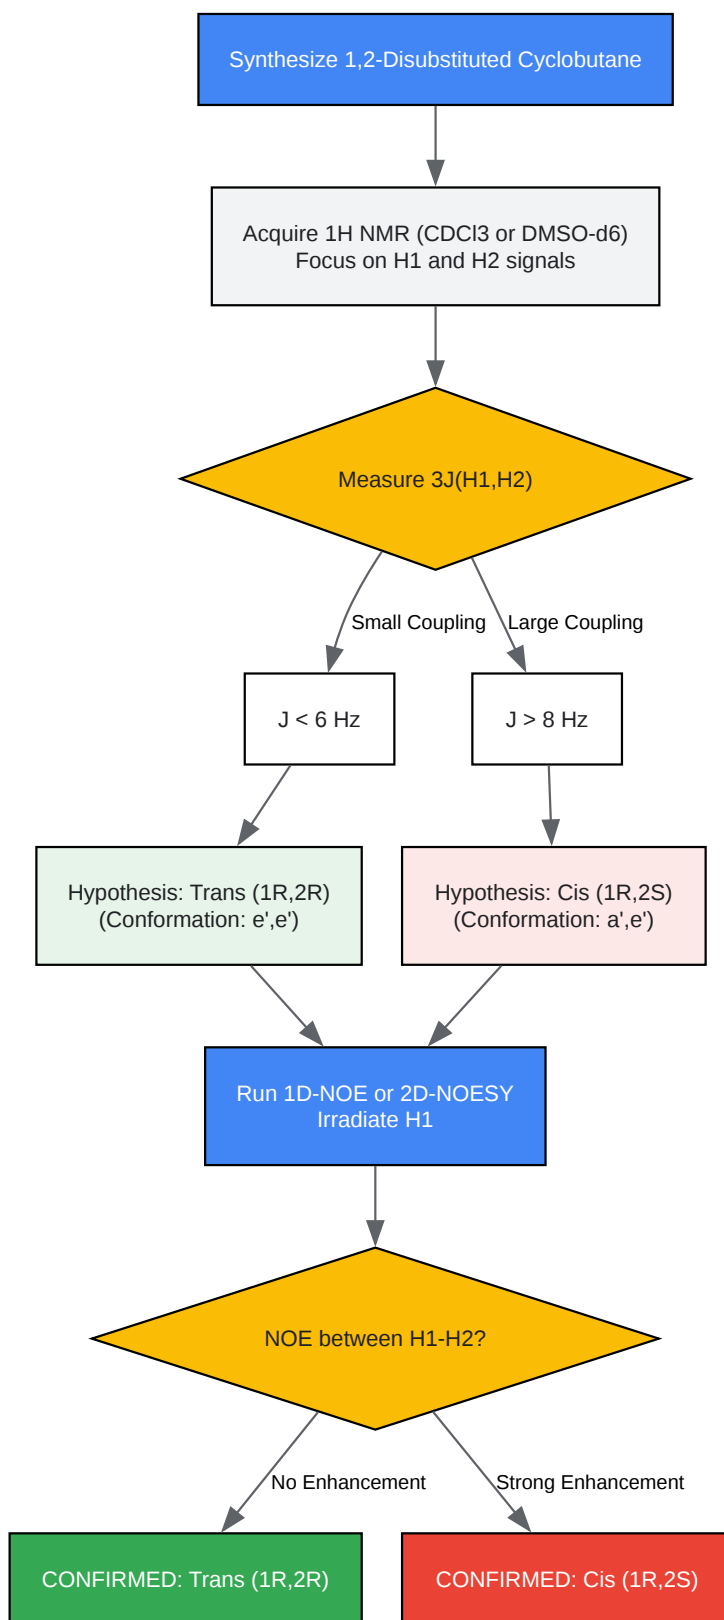 Synthesize 1,2-Disubstituted Cyclobutane
Acquire 1H NMR (CDCl3 or DMSO-d6)
Focus on H1 and H2 signals
Measure 3J(H1,H2)
Small Coupling
Large Coupling
J < 6 Hz
J > 8 Hz
Hypothesis: Trans (1R,2R)
(Conformation: e',e')
Hypothesis: Cis (1R,2S)
(Conformation: a',e')
Run 1D-NOE or 2D-NOESY
Irradiate H1
NOE between H1-H2?
No Enhancement
Strong Enhancement
CONFIRMED: Trans (1R,2R)
CONFIRMED: Cis (1R,2S)